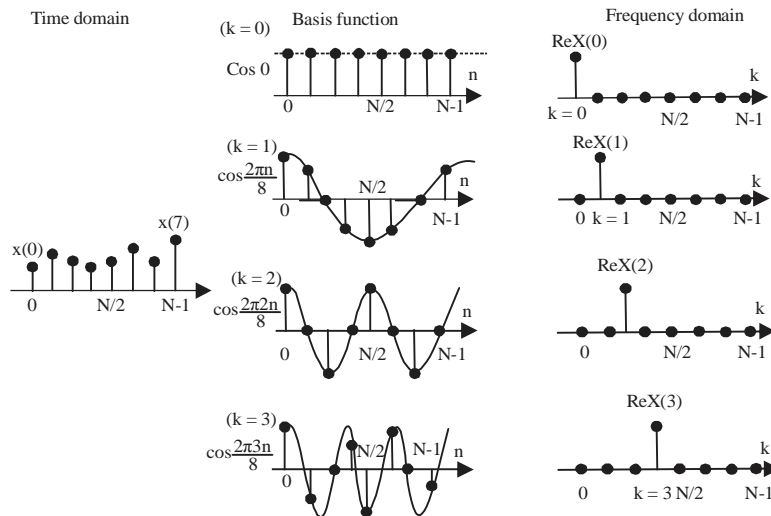 Time domain
Basis function
Frequency domain
(k = 0)
Cos 0
n
0
N/2
N-1
ReX(0)
k
k = 0
N/2
N-1
(k = 1)
cos 2πn/8
N/2
n
0
N-1
ReX(1)
k
0
k = 1
N/2
N-1
x(0)
x(7)
0
N/2
N-1
(k = 2)
cos 2π2n/8
n
0
N/2
N-1
ReX(2)
k
0
N/2
N-1
(k = 3)
cos 2π3n/8
N/2
N-1
n
0
ReX(3)
k
0
k = 3
N/2
N-1